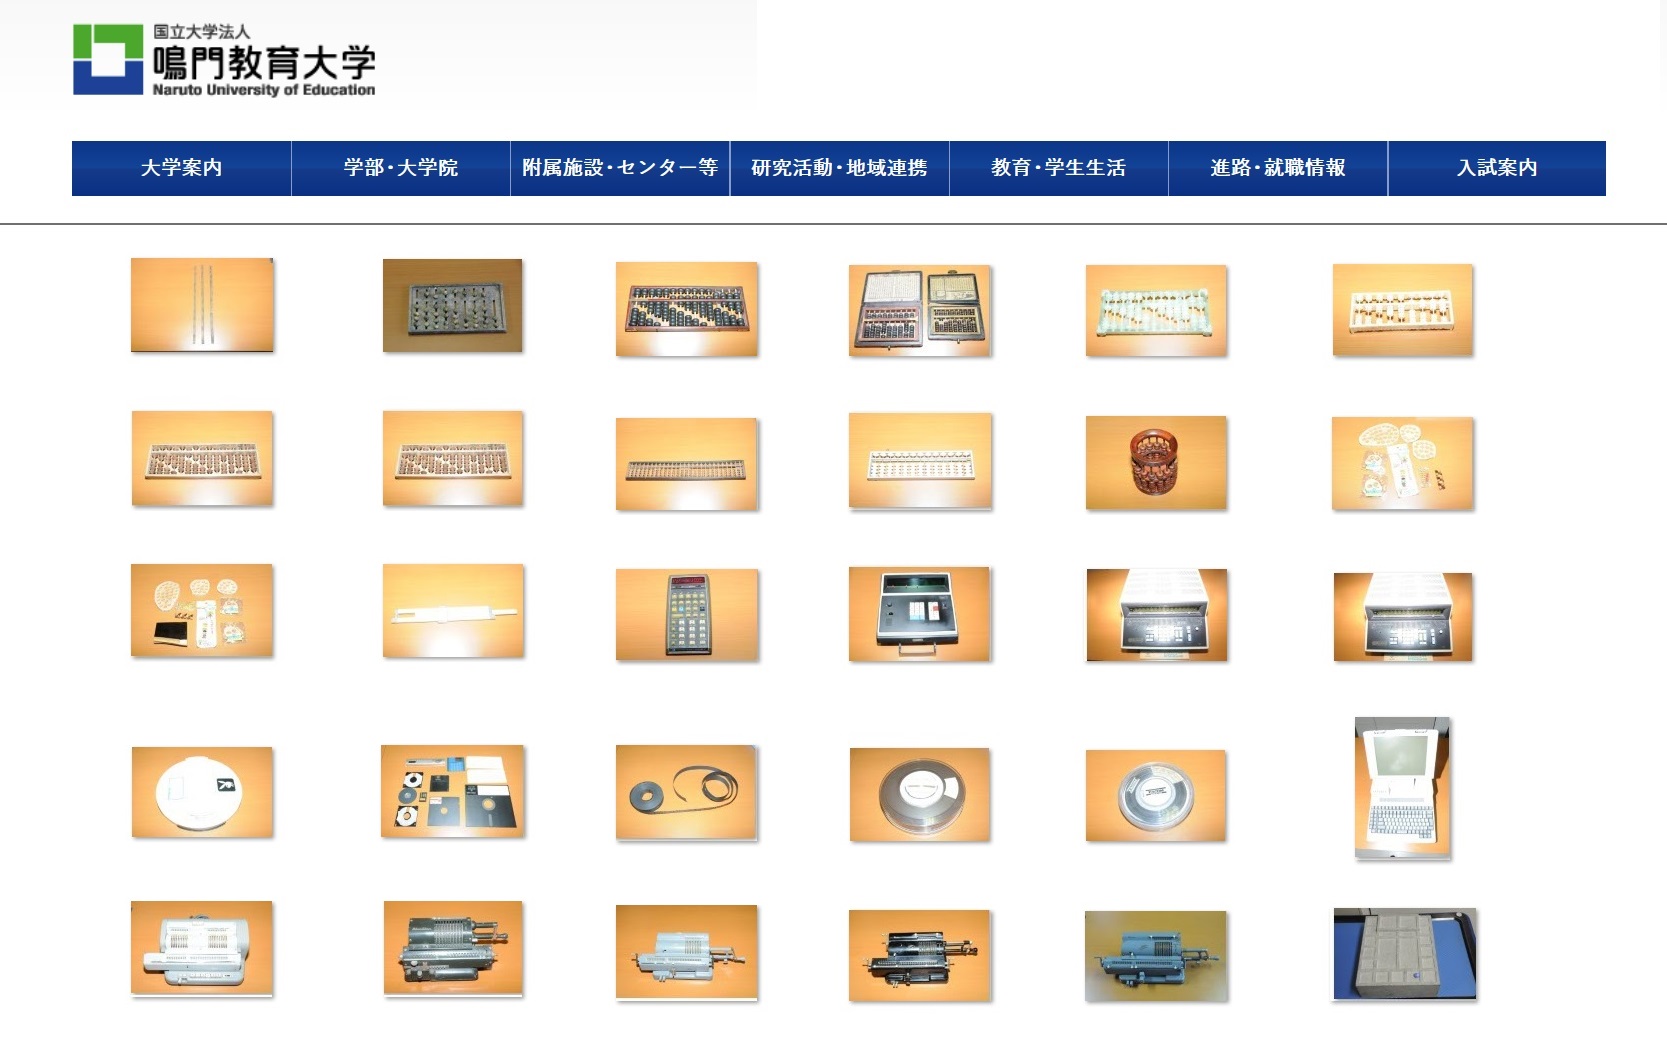 国立大学法人
鳴門教育大学
Naruto University of Education
大学案内
学部・大学院
附属施設・センター等
研究活動・地域連携
教育・学生生活
進路・就職情報
入試案内